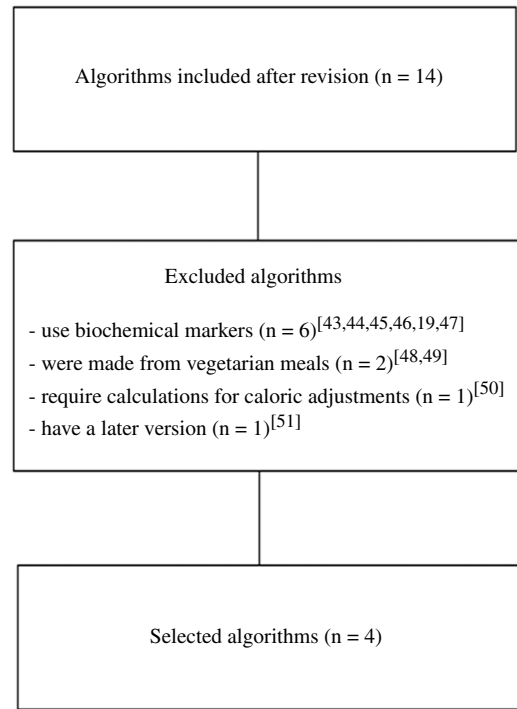 Algorithms included after revision (n = 14)
Excluded algorithms
- use biochemical markers (n = 6)[43,44,45,46,19,47]
- were made from vegetarian meals (n = 2)[48,49]
- require calculations for caloric adjustments (n = 1)[50]
- have a later version (n = 1)[51]
Selected algorithms (n = 4)